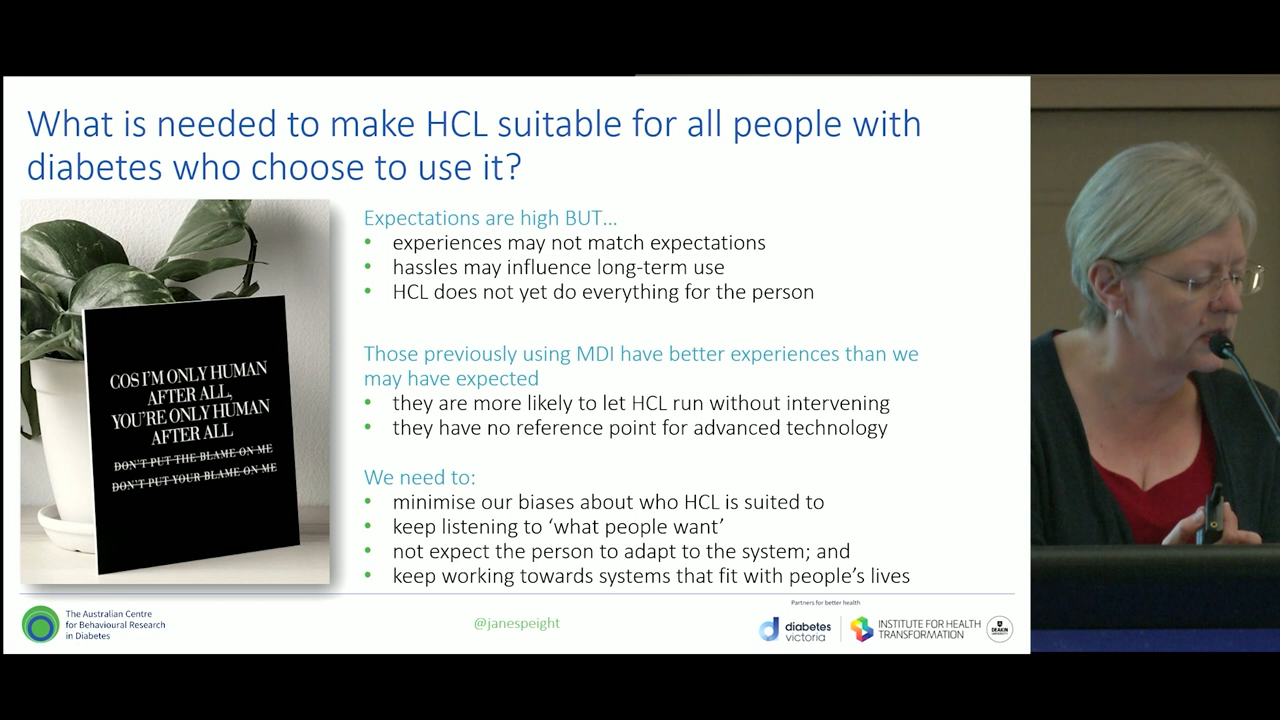 What is needed to make HCL suitable for all people with
diabetes who choose to use it?
COS I'M ONLY HUMAN
AFTER ALL,
YOU'RE ONLY HUMAN
AFTER ALL
DON'T PUT THE BLAME ON ME
DON'T PUT YOUR BLAME ON ME
Expectations are high BUT...
• experiences may not match expectations
• hassles may influence long-term use
• HCL does not yet do everything for the person
Those previously using MDI have better experiences than we
may have expected
• they are more likely to let HCL run without intervening
• they have no reference point for advanced technology
We need to:
• minimise our biases about who HCL is suited to
• keep listening to ‘what people want’
• not expect the person to adapt to the system; and
• keep working towards systems that fit with people’s lives
The Australian Centre
for Behavioural Research
in Diabetes
@janespeight
Partners for better health
diabetes
victoria
INSTITUTE FOR HEALTH
TRANSFORMATION
DEAKIN
UNIVERSITY